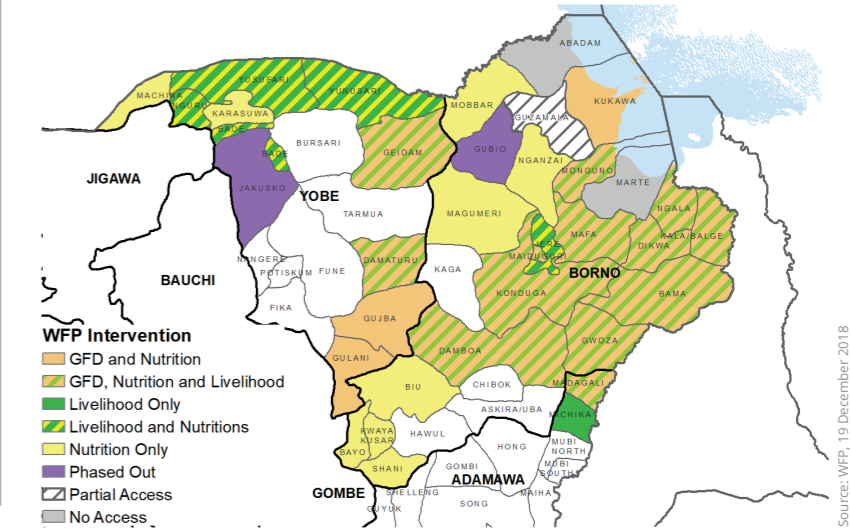 ABADAM
YUSUFARI
YUNUSARI
MACHINA
NGURU
KARASUWA
MOBBAR
KUKAWA
GUZAMALA
BADE
BURSARI
GEIDAM
GUBIO
BADE
NGANZAI
MONGUNO
MARTE
JIGAWA
JAKUSKO
YOBE
TARMUA
MAGUMERI
NGALA
MAFA
KALA/BALGE
JERE
DIKWA
MAIDUGURI
NANGERE
POTISKUM
FUNE
DAMATURU
KAGA
BORNO
BAUCHI
KONDUGA
BAMA
FIKA
GUJBA
GWOZA
GULANI
DAMBOA
MADAGALI
BIU
CHIBOK
ASKIRA/UBA
MICHIKA
KWAYA
KUSAR
HAWUL
BAYO
HONG
MUBI
NORTH
SHANI
GOMBI
MUBI
SOUTH
ADAMAWA
GOMBE
SHELLENG
MAIHA
GUYUK
SONG
WFP Intervention
GFD and Nutrition
GFD, Nutrition and Livelihood
Livelihood Only
Livelihood and Nutritions
Nutrition Only
Phased Out
Partial Access
No Access
Source: WFP, 19 December 2018